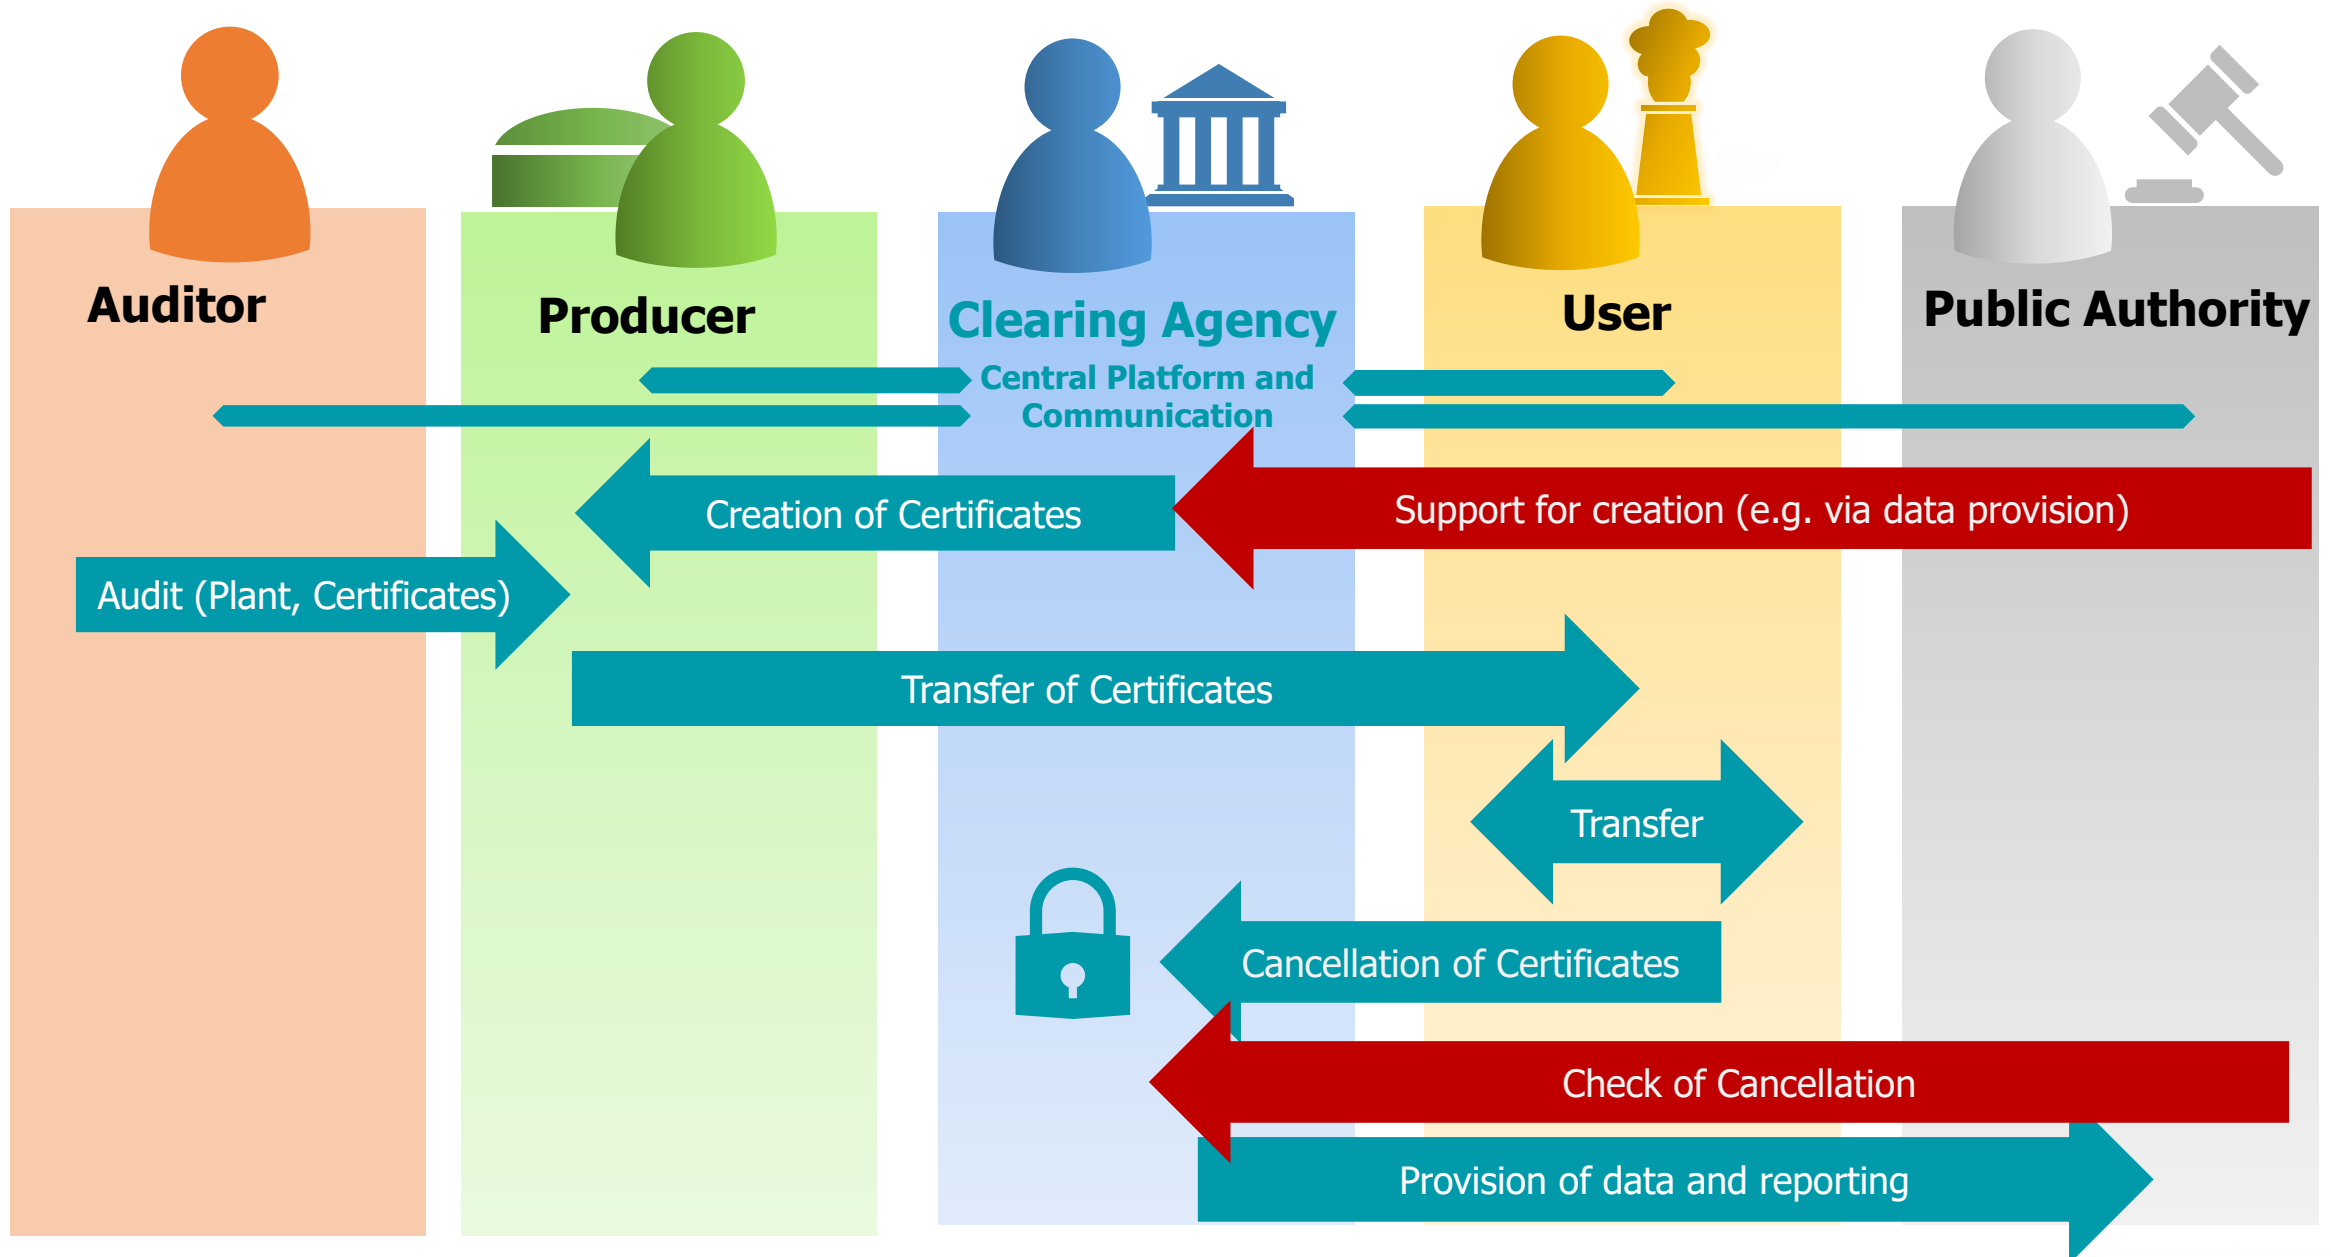 Auditor
Producer
Clearing Agency
User
Public Authority
Central Platform and
Communication
Creation of Certificates
Support for creation (e.g. via data provision)
Audit (Plant, Certificates)
Transfer of Certificates
Transfer
Cancellation of Certificates
Check of Cancellation
Provision of data and reporting